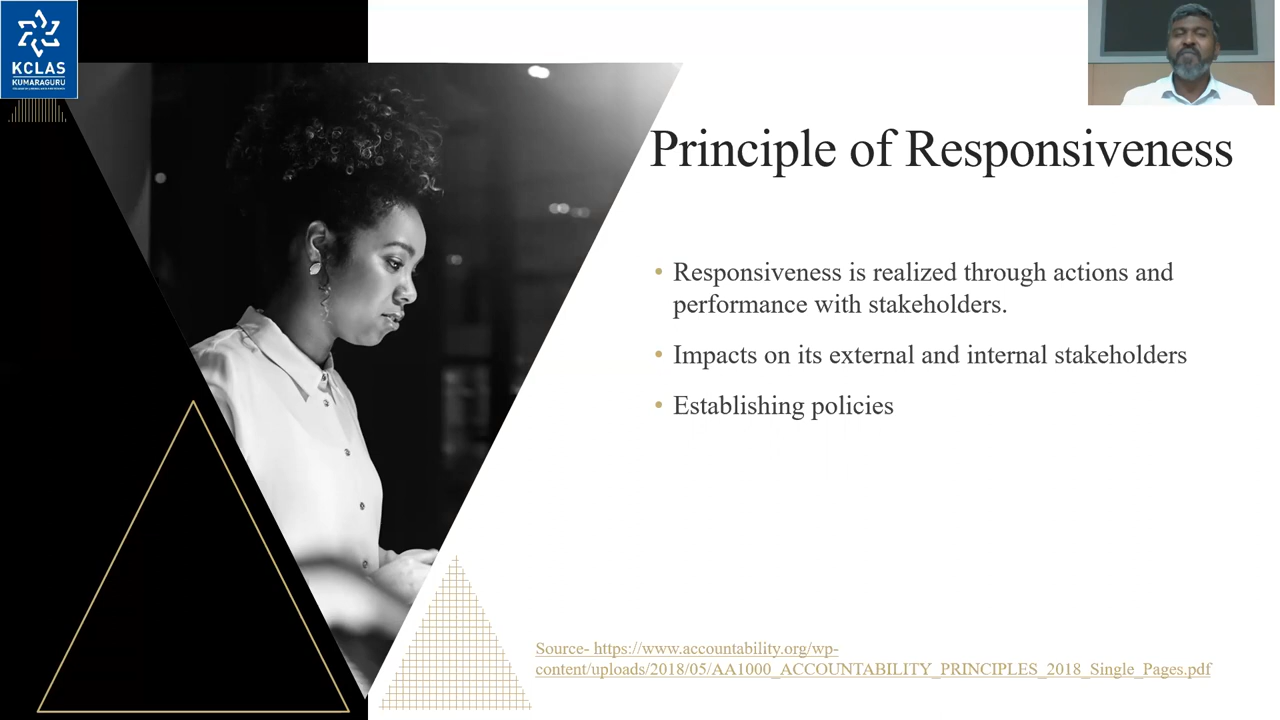 KCLAS
KUMARAGURU
Principle of Responsiveness
• Responsiveness is realized through actions and
performance with stakeholders.
• Impacts on its external and internal stakeholders
• Establishing policies
Source- https://www.accountability.org/wp-
content/uploads/2018/05/AA1000_ACCOUNTABILITY_PRINCIPLES_2018_Single_Pages.pdf